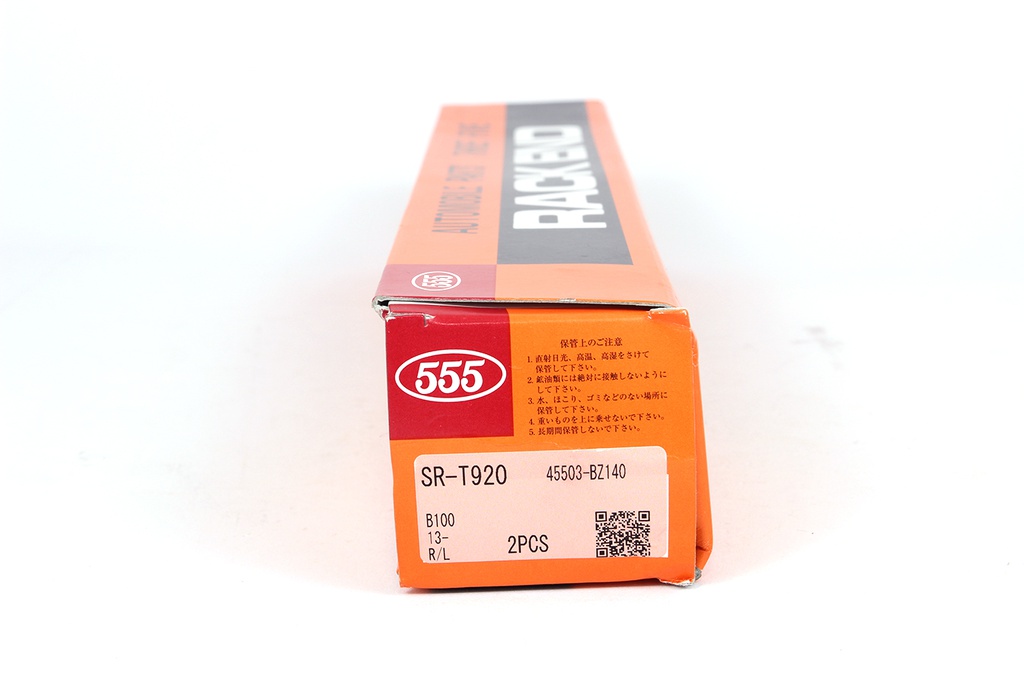 RACK END
AUTOMOBILE PARTS
555
555
保管上のご注意
1. 直射日光、高温、高湿をさけて
保管して下さい。
2. 鉱油類には絶対に接触しないように
して下さい。
3. 水、ほこり、ゴミなどのない場所に
保管して下さい。
4. 重いものを上に乗せないで下さい。
5. 長期間保管しないで下さい。
SR-T920 45503-BZ140
B100
13-
R/L
2PCS